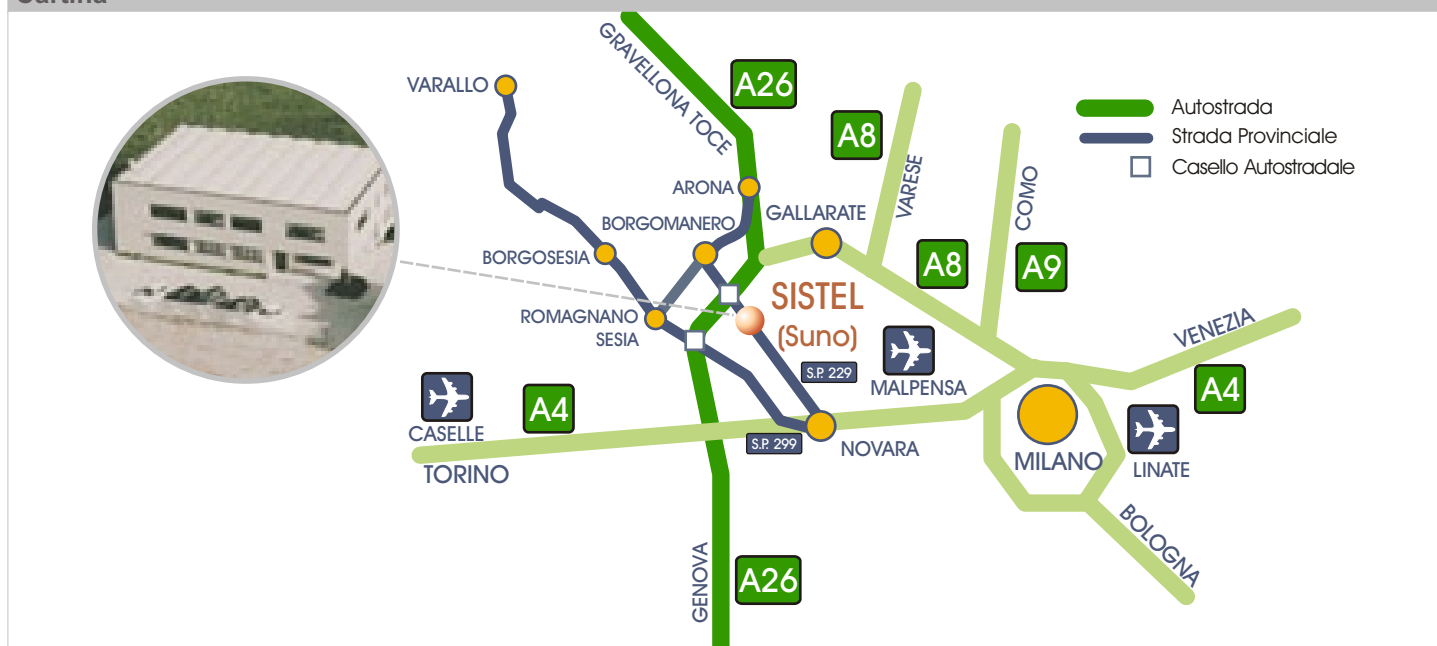 GRAVELLONA TOCE
A26
VARALLO
A8
Autostrada
Strada Provinciale
Casello Autostradale
VARESE
COMO
ARONA
GALLARATE
BORGOMANERO
BORGOSESIA
A8
A9
SISTEL
(Suno)
ROMAGNANO
SESIA
VENEZIA
S.P. 229
MALPENSA
A4
A4
CASELLE
TORINO
S.P. 299
NOVARA
MILANO
LINATE
BOLOGNA
GENOVA
A26